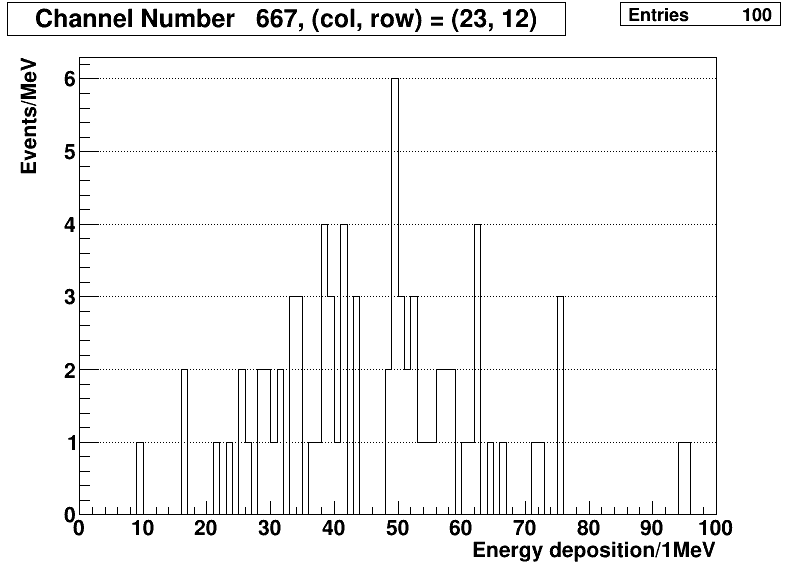 Channel Number 667, (col, row) = (23, 12)
Entries 100
Events/MeV
6
5
4
3
2
1
0
0 10 20 30 40 50 60 70 80 90 100
Energy deposition/1MeV